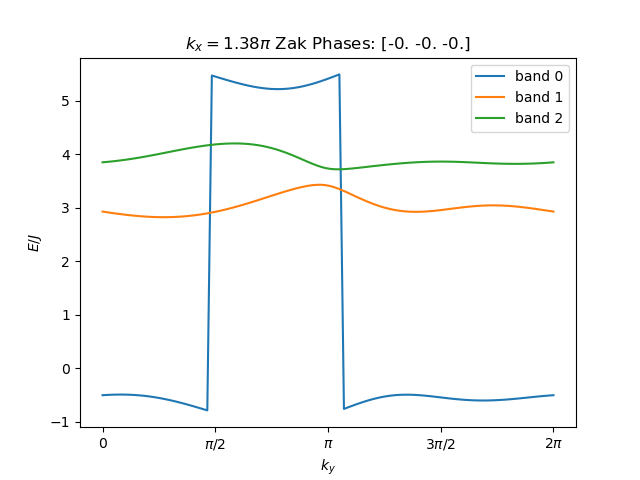 $k_x = 1.38\pi$ Zak Phases: [-0. -0. -0.]
band 0
band 1
band 2
E/J
5
4
3
2
1
0
−1
0
π/2
π
3π/2
2π
$k_y$